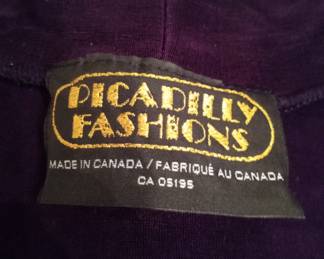 PICADILLY
FASHIONS
MADE IN CANADA / FABRIQUÉ AU CANADA
CA 05195